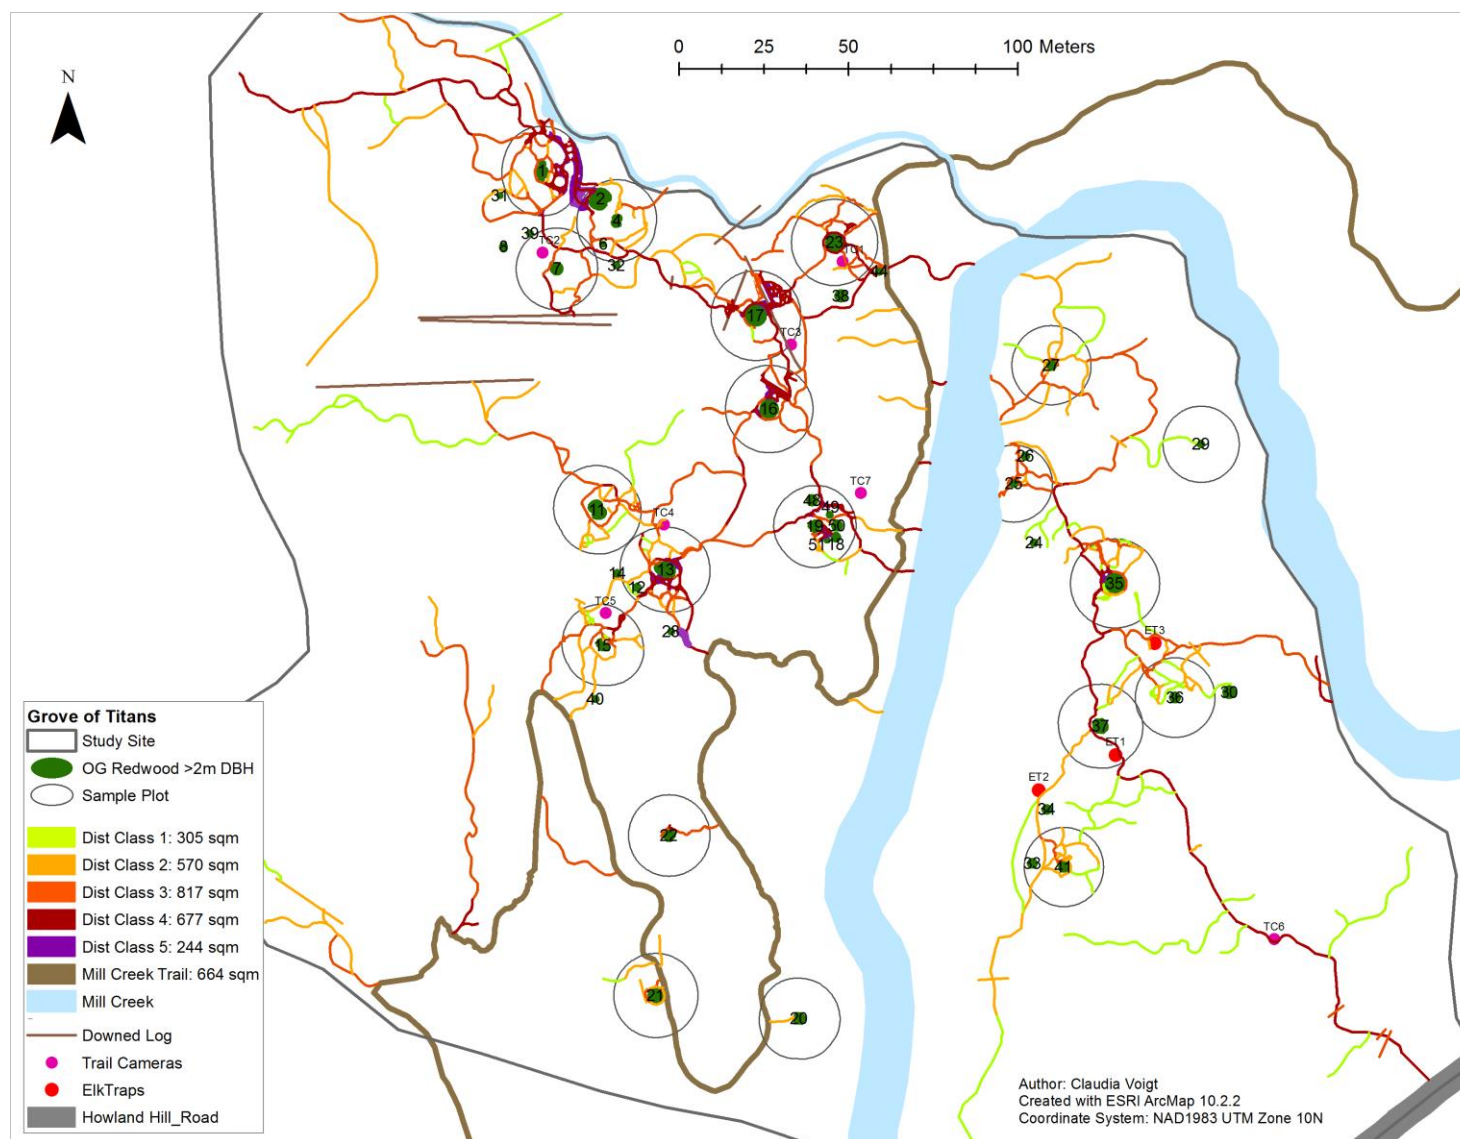 0 25 50 100 Meters
N
1
31
2
4
39
8
TC2
6
7
32
23
TC1
44
38
17
TC3
27
16
29
26
25
TC7
48
49
11
19 50
TC4
51 18
24
14
13
12
35
TC5
28
15
ET3
40
36
30
37
ET1
ET2
34
22
33
41
TC6
21
20
Grove of Titans
Study Site
OG Redwood >2m DBH
Sample Plot
Dist Class 1: 305 sqm
Dist Class 2: 570 sqm
Dist Class 3: 817 sqm
Dist Class 4: 677 sqm
Dist Class 5: 244 sqm
Mill Creek Trail: 664 sqm
Mill Creek
Downed Log
Trail Cameras
ElkTraps
Howland Hill_Road
Author: Claudia Voigt
Created with ESRI ArcMap 10.2.2
Coordinate System: NAD1983 UTM Zone 10N